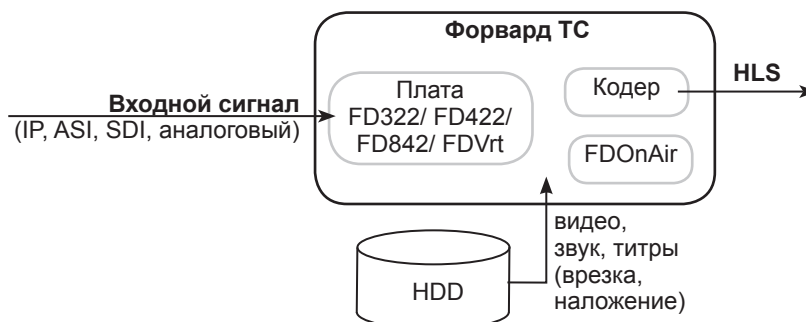 Форвард ТС
Входной сигнал
(IP, ASI, SDI, аналоговый)
Плата
FD322/ FD422/
FD842/ FDVrt
Кодер
HLS
FDOnAir
видео,
звук, титры
(врезка,
наложение)
HDD